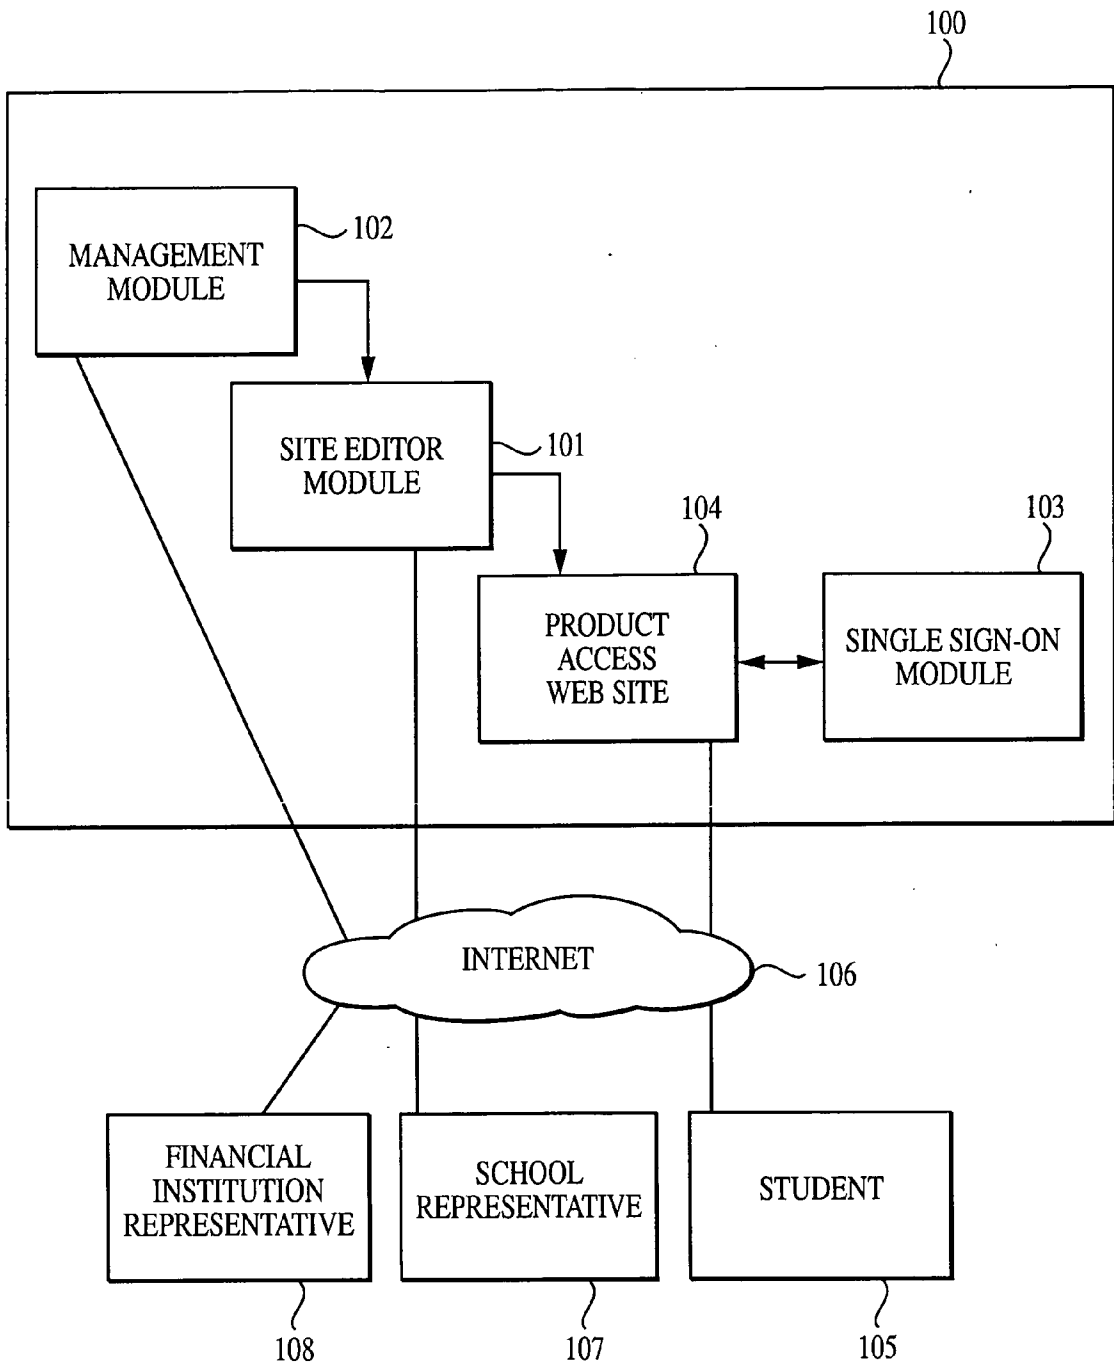 100
102
MANAGEMENT
MODULE
101
SITE EDITOR
MODULE
104
103
PRODUCT
ACCESS
WEB SITE
SINGLE SIGN-ON
MODULE
INTERNET
106
FINANCIAL
INSTITUTION
REPRESENTATIVE
SCHOOL
REPRESENTATIVE
STUDENT
108
107
105